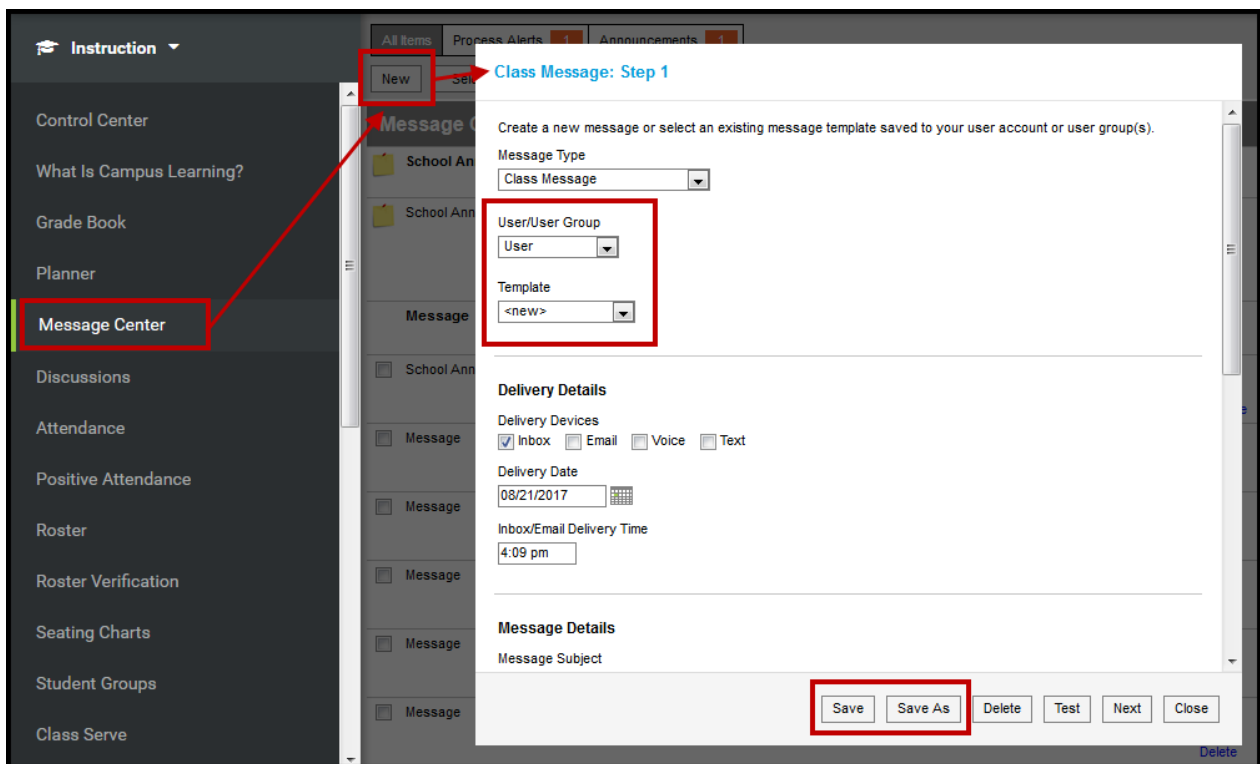 Instruction
Control Center
What Is Campus Learning?
Grade Book
Planner
Message Center
Discussions
Attendance
Positive Attendance
Roster
Roster Verification
Seating Charts
Student Groups
Class Serve
All Items Process Alerts 1 Announcements 1
New
Message
School An
School Ann
Message
School Ann
Message
Message
Message
Message
Message
Delete
Class Message: Step 1
Create a new message or select an existing message template saved to your user account or user group(s).
Message Type
Class Message
User/User Group
User
Template
<new>
Delivery Details
Delivery Devices
Inbox Email Voice Text
Delivery Date
08/21/2017
Inbox/Email Delivery Time
4:09 pm
Message Details
Message Subject
Save Save As Delete Test Next Close